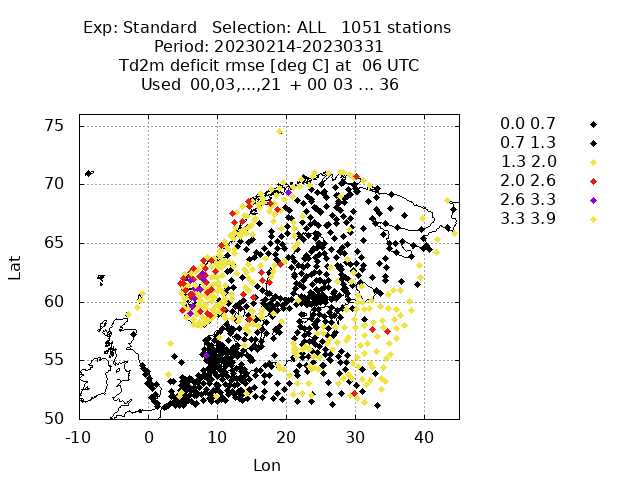 Exp: Standard   Selection: ALL   1051 stations
Period: 20230214-20230331
Td2m deficit rmse [deg C] at  06 UTC
Used  00,03,...,21  + 00 03 ... 36
75
70
65
60
55
50
-10 0 10 20 30 40
Lat
Lon
0.0 0.7
0.7 1.3
1.3 2.0
2.0 2.6
2.6 3.3
3.3 3.9